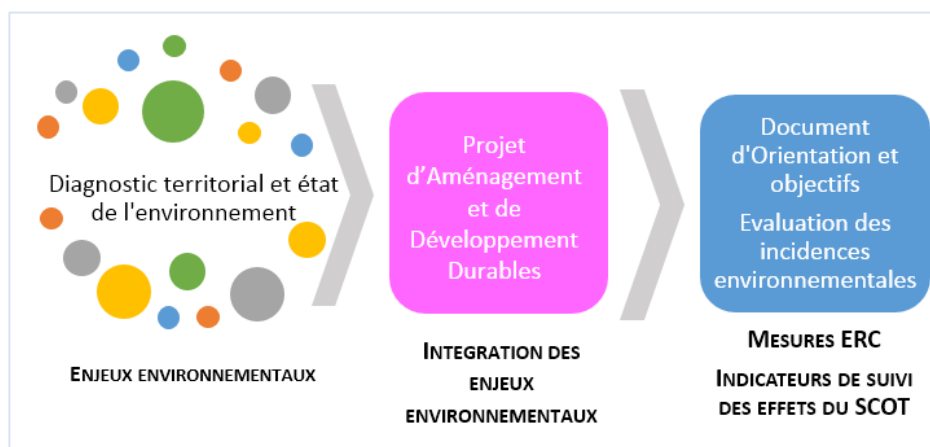 Diagnostic territorial et état
de l'environnement
ENJEUX ENVIRONNEMENTAUX
Projet
d’Aménagement
et de
Développement
Durables
INTEGRATION DES
ENJEUX
ENVIRONNEMENTAUX
Document
d'Orientation et
objectifs
Evaluation des
incidences
environnementales
MESURES ERC
INDICATEURS DE SUIVI
DES EFFETS DU SCOT